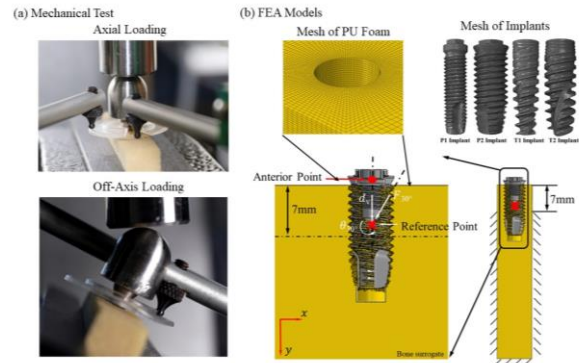 (a) Mechanical Test
Axial Loading
Off-Axis Loading
(b) FEA Models
Mesh of PU Foam
Mesh of Implants
P1 Implant P2 Implant T1 Implant T2 Implant
Anterior Point
7mm
Reference Point
7mm
x
y
Bone surrogate